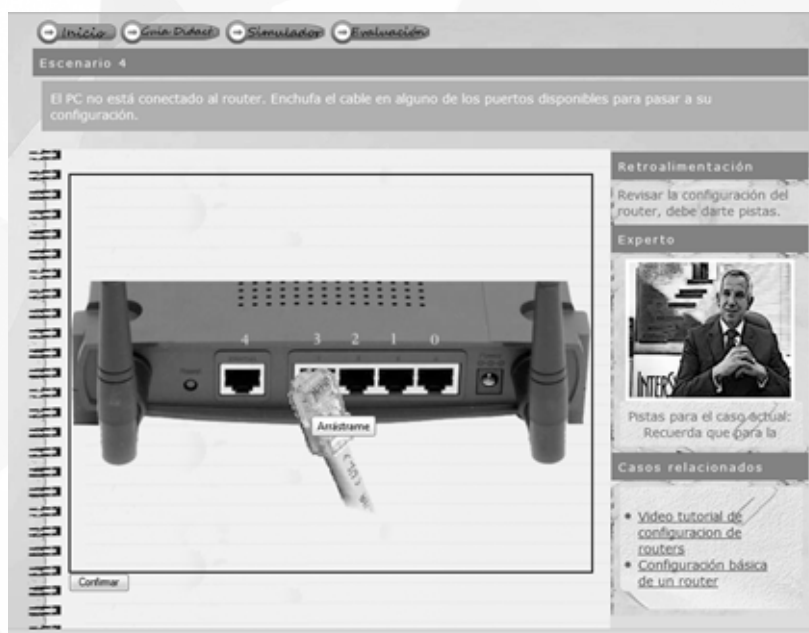 Inicio Guia Didact Simulador Evaluación
Escenario 4
El PC no está conectado al router. Enchufa el cable en alguno de los puertos disponibles para pasar a su
configuración.
Retroalimentación
Revisar la configuración del
router, debe darte pistas.
Experto
4 3 2 1 0
Arrástrame
Pistas para el caso actual:
Recuerda que para la
Casos relacionados
Video tutorial de
configuracion de
routers
Configuración básica
de un router
Confirmar